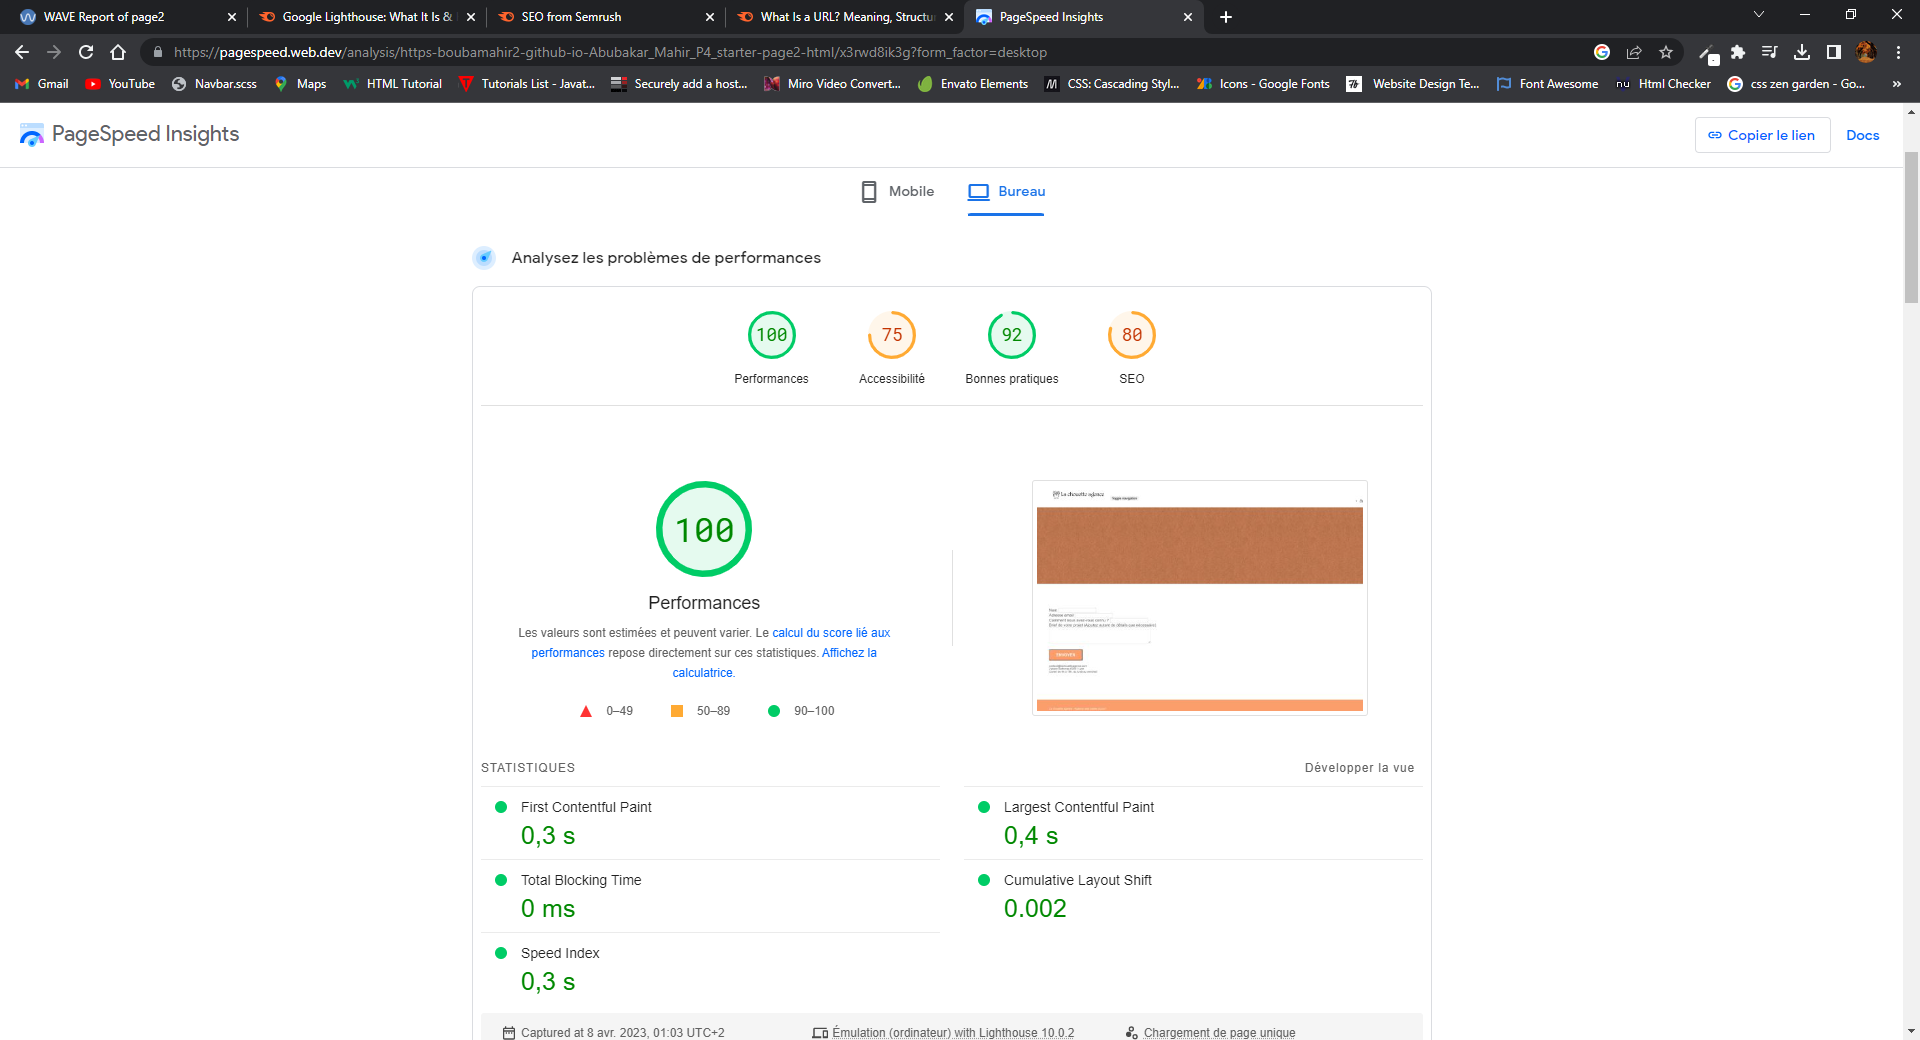 WAVE Report of page2
Google Lighthouse: What It Is &
SEO from Semrush
What Is a URL? Meaning, Structu
PageSpeed Insights
https://pagespeed.web.dev/analysis/https-boubamahir2-github-io-Abubakar_Mahir_P4_starter-page2-html/x3rwd8ik3g?form_factor=desktop
Gmail
YouTube
Navbar.scss
Maps
HTML Tutorial
Tutorials List - Javat...
Securely add a host...
Miro Video Convert...
Envato Elements
CSS: Cascading Styl...
Icons - Google Fonts
Website Design Te...
Font Awesome
Html Checker
css zen garden - Go...
PageSpeed Insights
Copier le lien
Docs
Mobile
Bureau
Analysez les problèmes de performances
100
75
92
80
Performances
Accessibilité
Bonnes pratiques
SEO
100
Performances
Les valeurs sont estimées et peuvent varier. Le calcul du score lié aux
performances repose directement sur ces statistiques. Affichez la
calculatrice.
0–49
50–89
90–100
La chouette agence
Toggle navigation
ENVOYER
STATISTIQUES
Développer la vue
First Contentful Paint
0,3 s
Largest Contentful Paint
0,4 s
Total Blocking Time
0 ms
Cumulative Layout Shift
0.002
Speed Index
0,3 s
Captured at 8 avr. 2023, 01:03 UTC+2
Émulation (ordinateur) with Lighthouse 10.0.2
Chargement de page unique